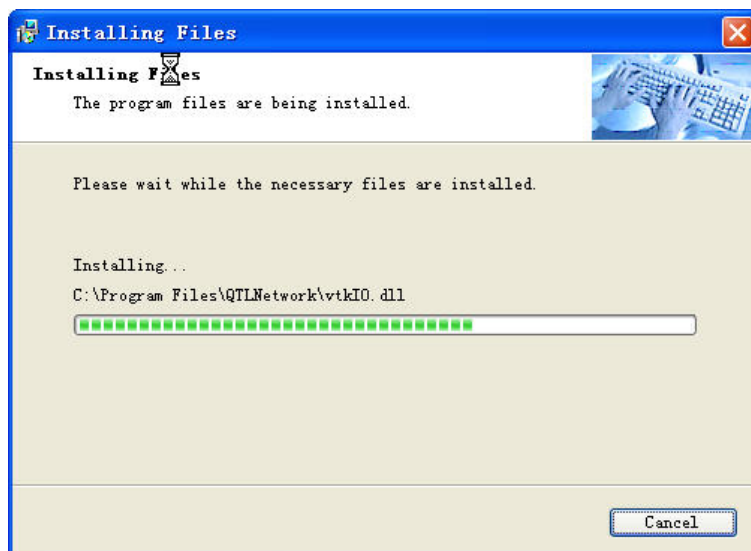 Installing Files
Installing Files
The program files are being installed.
Please wait while the necessary files are installed.
Installing...
C:\Program Files\QTLNetwork\vtkIO.dll
Cancel